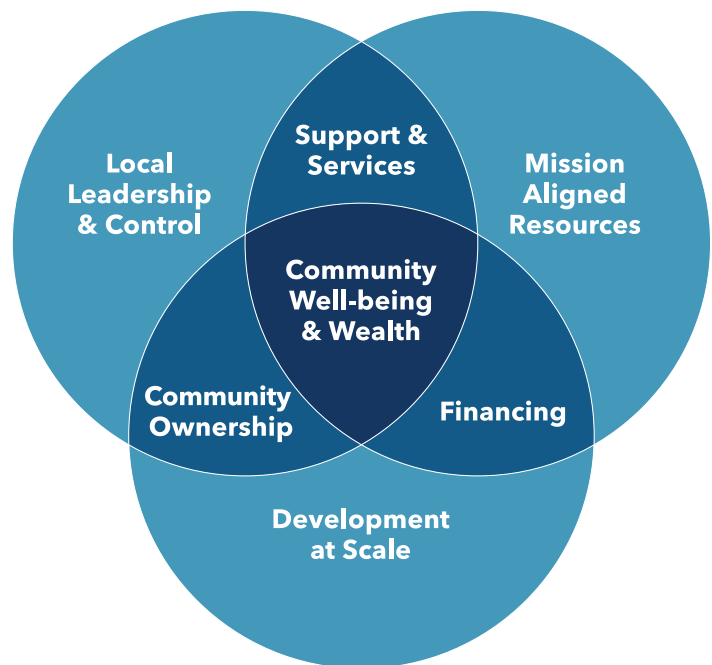 Support &
Services
Local
Leadership
& Control
Mission
Aligned
Resources
Community
Well-being
& Wealth
Community
Ownership
Financing
Development
at Scale